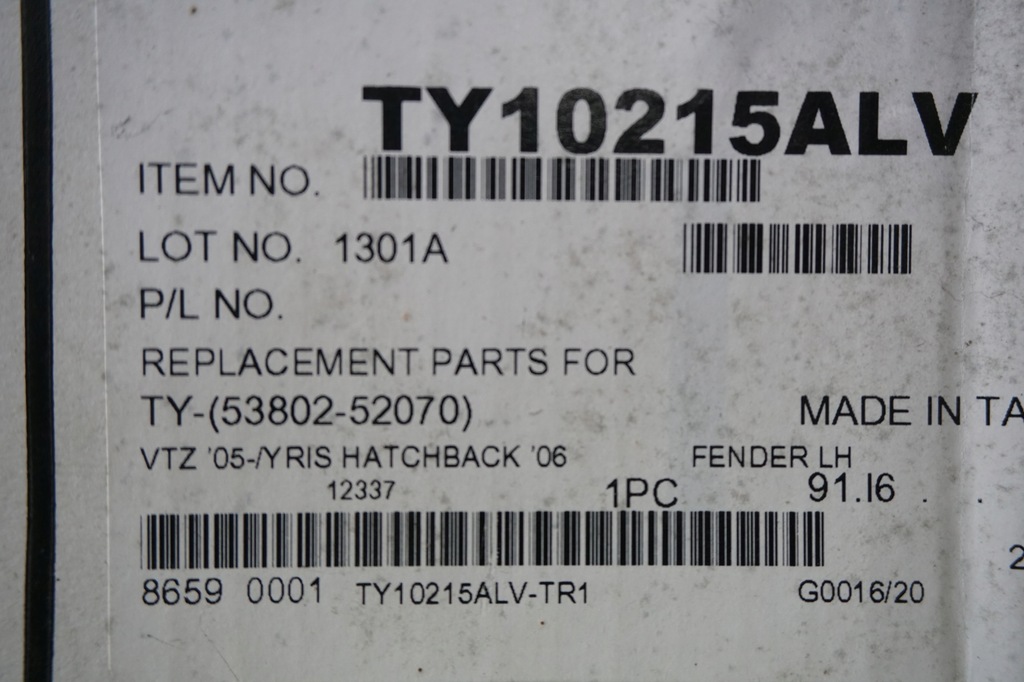 TY10215ALV
ITEM NO.
LOT NO. 1301A
P/L NO.
REPLACEMENT PARTS FOR
TY-(53802-52070) MADE IN TA
VTZ '05-/YRIS HATCHBACK '06 FENDER LH
12337 1PC 91.I6 . .
2
8659 0001 TY10215ALV-TR1 G0016/20